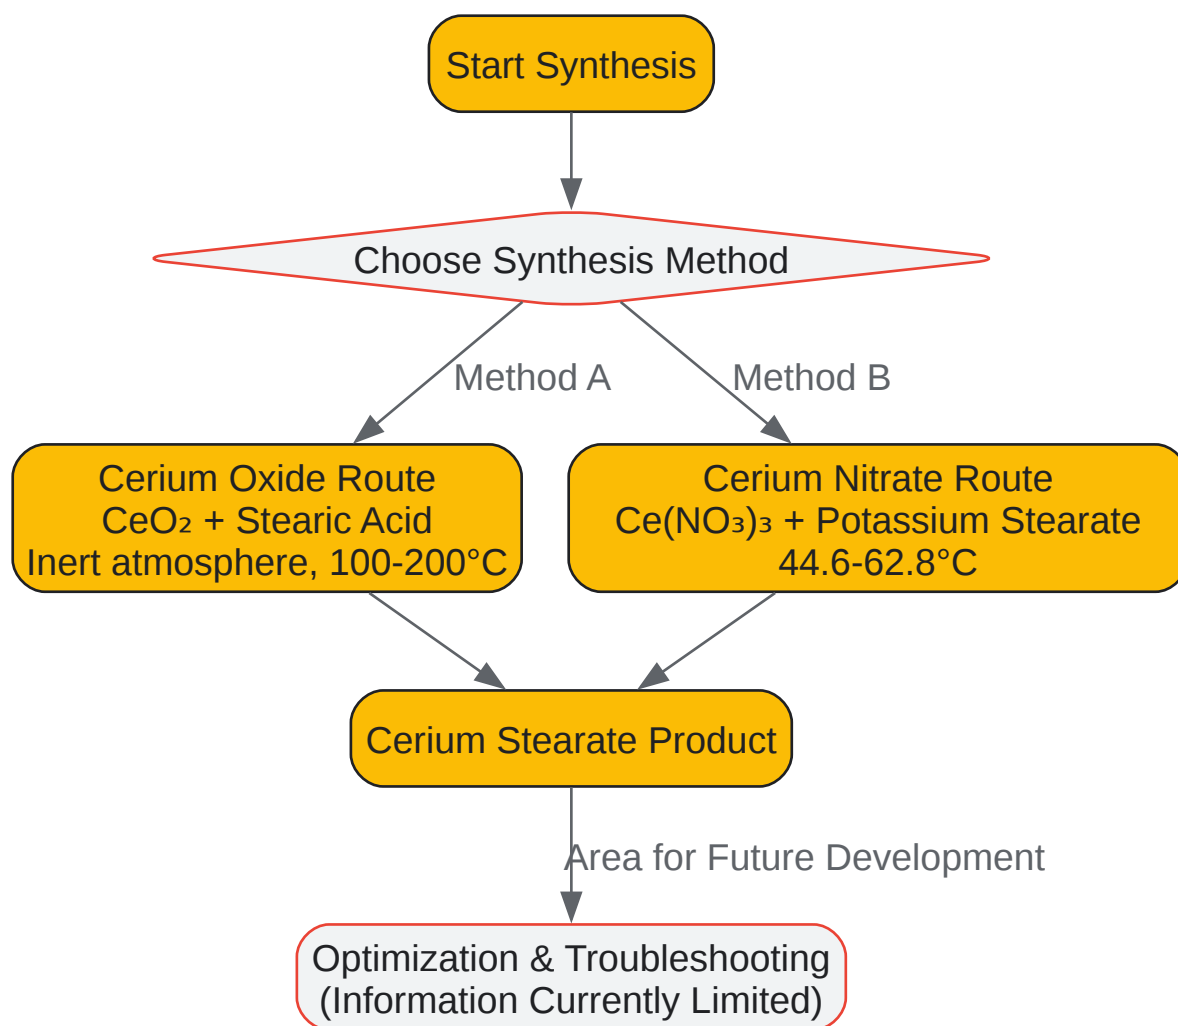 Start Synthesis
Choose Synthesis Method
Method A
Method B
Cerium Oxide Route
CeO₂ + Stearic Acid
Inert atmosphere, 100-200°C
Cerium Nitrate Route
Ce(NO₃)₃ + Potassium Stearate
44.6-62.8°C
Cerium Stearate Product
Area for Future Development
Optimization & Troubleshooting
(Information Currently Limited)